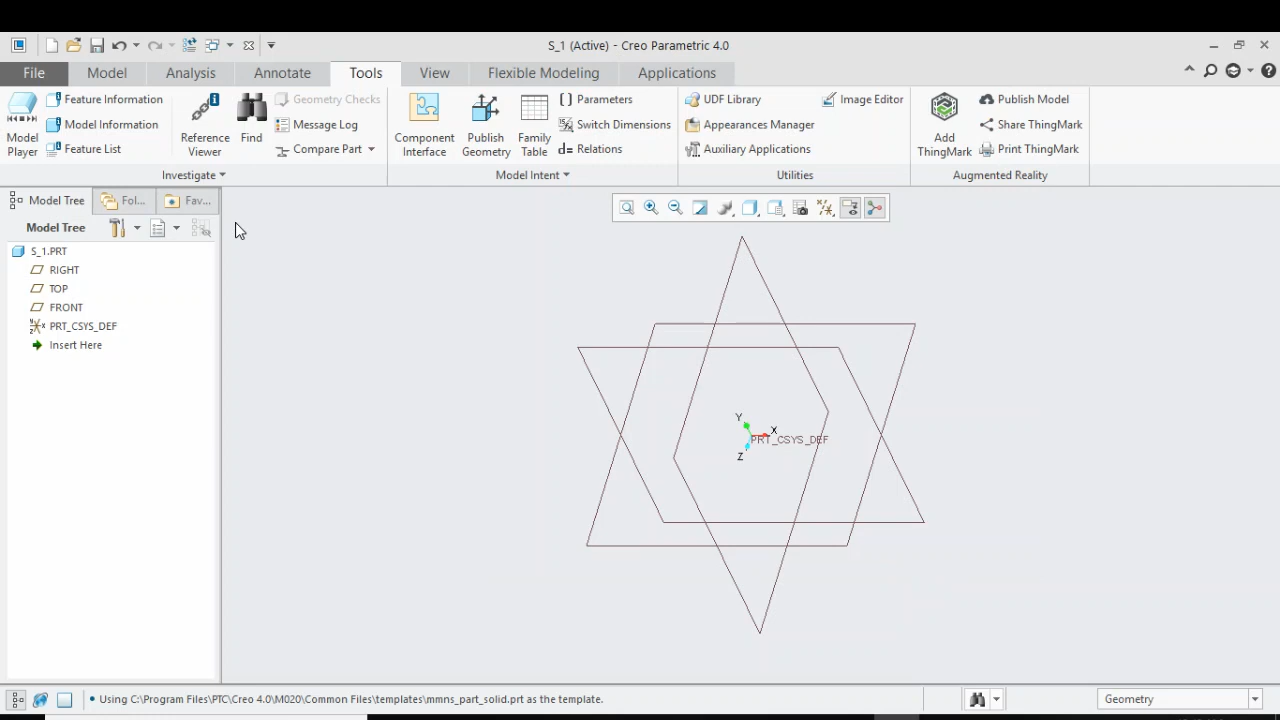 S_1 (Active) - Creo Parametric 4.0
File Model Analysis Annotate Tools View Flexible Modeling Applications
Model Player
Feature Information
Model Information
Feature List
Reference Viewer
Find
Geometry Checks
Message Log
Compare Part
Investigate
Component Interface
Publish Geometry
Family Table
Parameters
Switch Dimensions
d= Relations
Model Intent
UDF Library
Appearances Manager
Auxiliary Applications
Image Editor
Utilities
Add ThingMark
Publish Model
Share ThingMark
Print ThingMark
Augmented Reality
Model Tree Fol... Fav...
Model Tree
S_1.PRT
RIGHT
TOP
FRONT
PRT_CSYS_DEF
Insert Here
Y
X
PRT_CSYS_DEF
Z
Using C:\Program Files\PTC\Creo 4.0\M020\Common Files\templates\mmns_part_solid.prt as the template.
Geometry